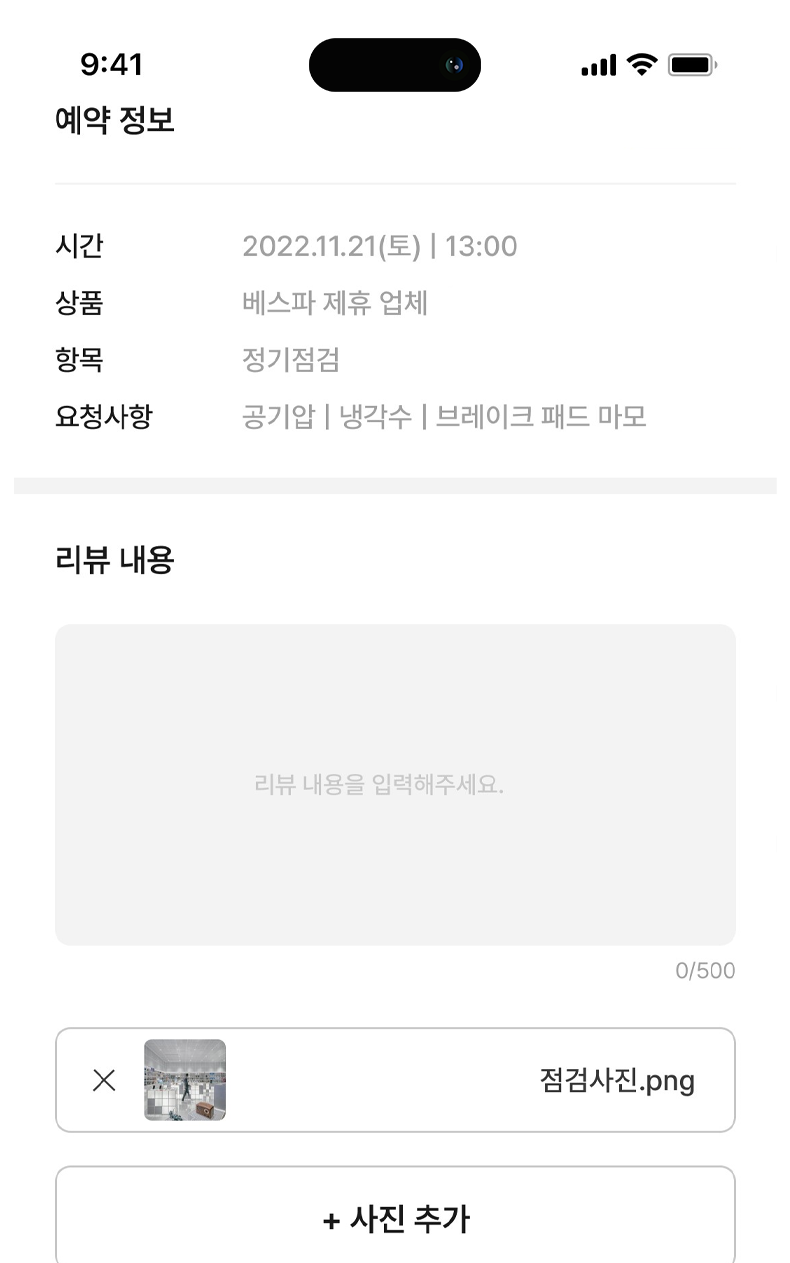 9:41
예약 정보
시간 2022.11.21(토) | 13:00
상품 베스파 제휴 업체
항목 정기점검
요청사항 공기압 | 냉각수 | 브레이크 패드 마모
리뷰 내용
리뷰 내용을 입력해주세요.
0/500
점검사진.png
+ 사진 추가